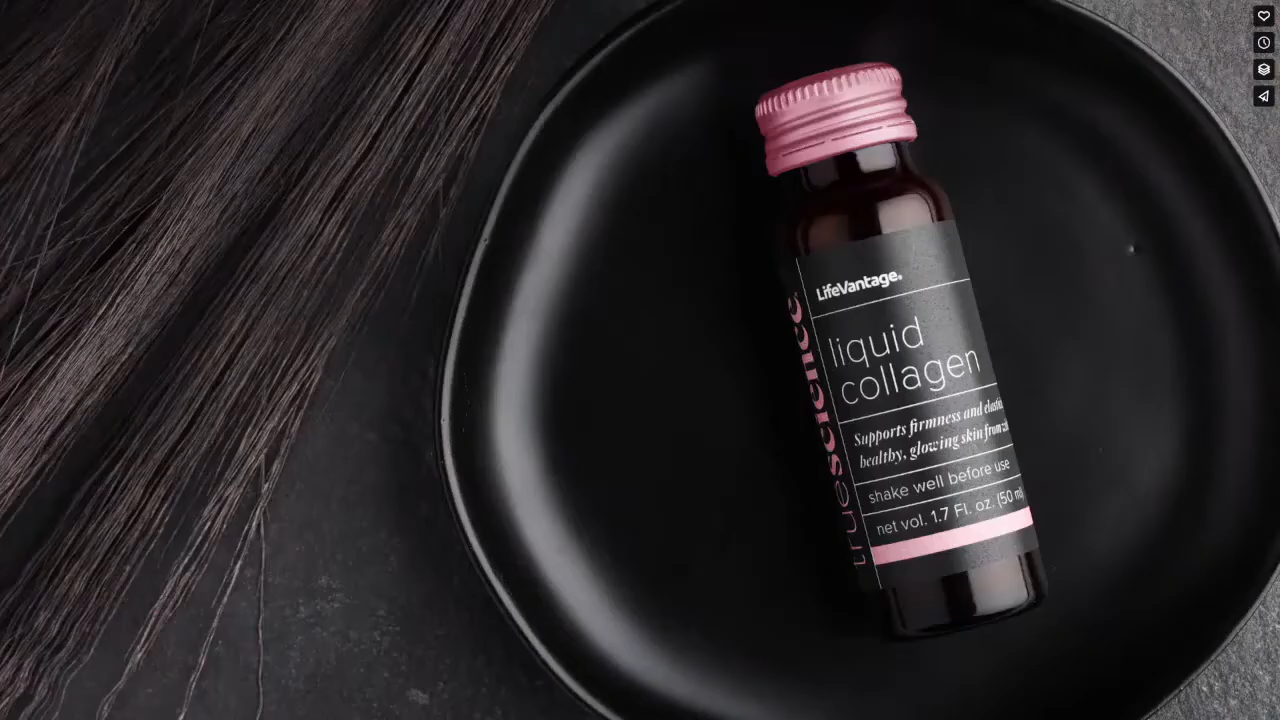 LifeVantage.
truescience
liquid
collagen
Supports firmness and
healthy, glowing skin from
shake well before use
net vol. 1.7 Fl. oz. (50 ml